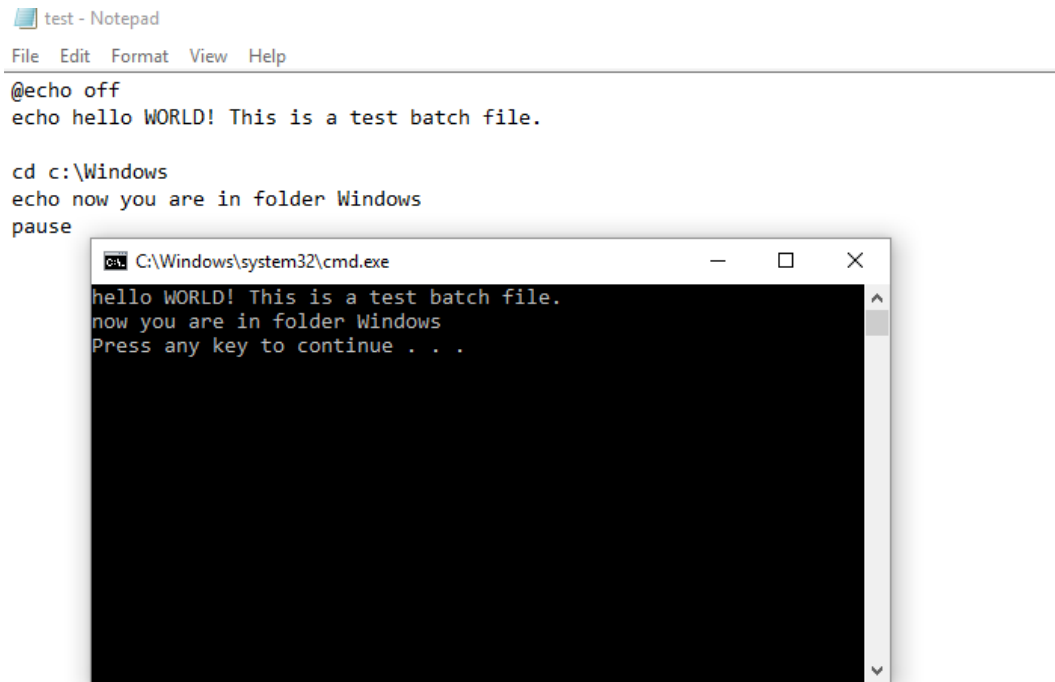 test - Notepad
File Edit Format View Help
@echo off
echo hello WORLD! This is a test batch file.
cd c:\Windows
echo now you are in folder Windows
pause
C:\Windows\system32\cmd.exe
hello WORLD! This is a test batch file.
now you are in folder Windows
Press any key to continue . . .